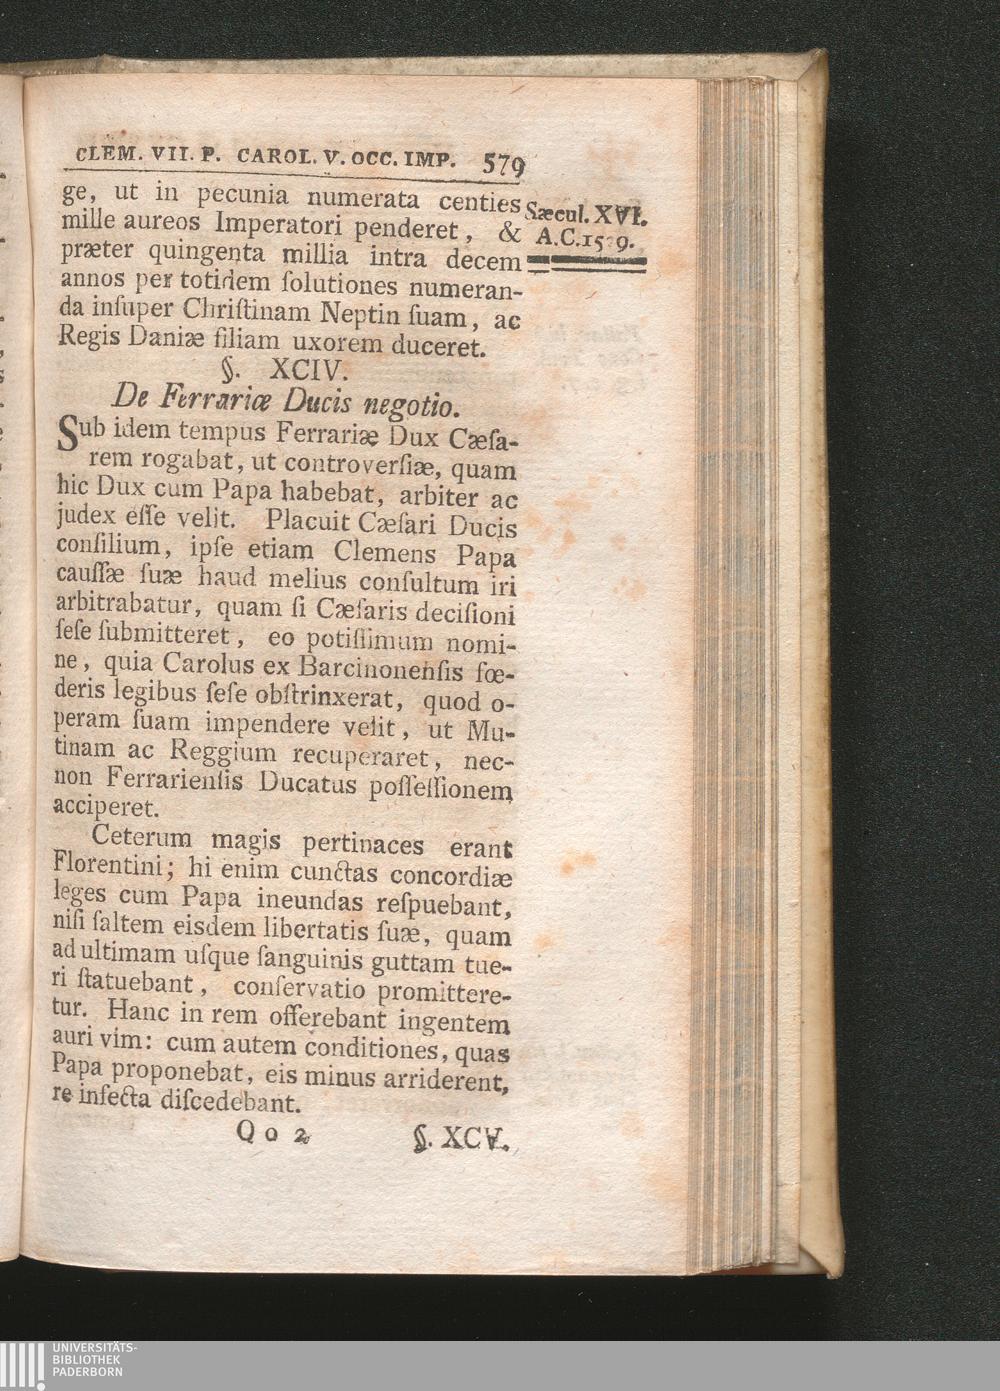 CLEM. VII. P. CAROL. V. OCC. IMP. 579
ge, ut in pecunia numerata centies
mille aureos Imperatori penderet, &
præter quingenta millia intra decem
annos per totidem ſolutiones numeran-
da inſuper Chriſtinam Neptin ſuam, ac
Regis Daniæ filiam uxorem duceret.
Sæcul. XVI.
A.C.1529.
§. XCIV.
De Ferrariæ Ducis negotio.
Sub idem tempus Ferrariæ Dux Cæſa-
rem rogabat, ut controverſiæ, quam
hic Dux cum Papa habebat, arbiter ac
judex eſſe velit. Placuit Cæſari Ducis
conſilium, ipſe etiam Clemens Papa
cauſſæ ſuæ haud melius conſultum iri
arbitrabatur, quam ſi Cæſaris deciſioni
ſeſe ſubmitteret, eo potiſſimum nomi-
ne, quia Carolus ex Barcinonenſis fœ-
deris legibus ſeſe obſtrinxerat, quod o-
peram ſuam impendere velit, ut Mu-
tinam ac Reggium recuperaret, nec-
non Ferrarienſis Ducatus poſſeſſionem
acciperet.
Ceterum magis pertinaces erant
Florentini; hi enim cunctas concordiæ
leges cum Papa ineundas reſpuebant,
niſi ſaltem eisdem libertatis ſuæ, quam
ad ultimam uſque ſanguinis guttam tue-
ri ſtatuebant, conſervatio promittere-
tur. Hanc in rem offerebant ingentem
auri vim: cum autem conditiones, quas
Papa proponebat, eis minus arriderent,
re infecta diſcedebant.
Oo 2
§. XCV.
UNIVERSITÄTS-
BIBLIOTHEK
PADERBORN